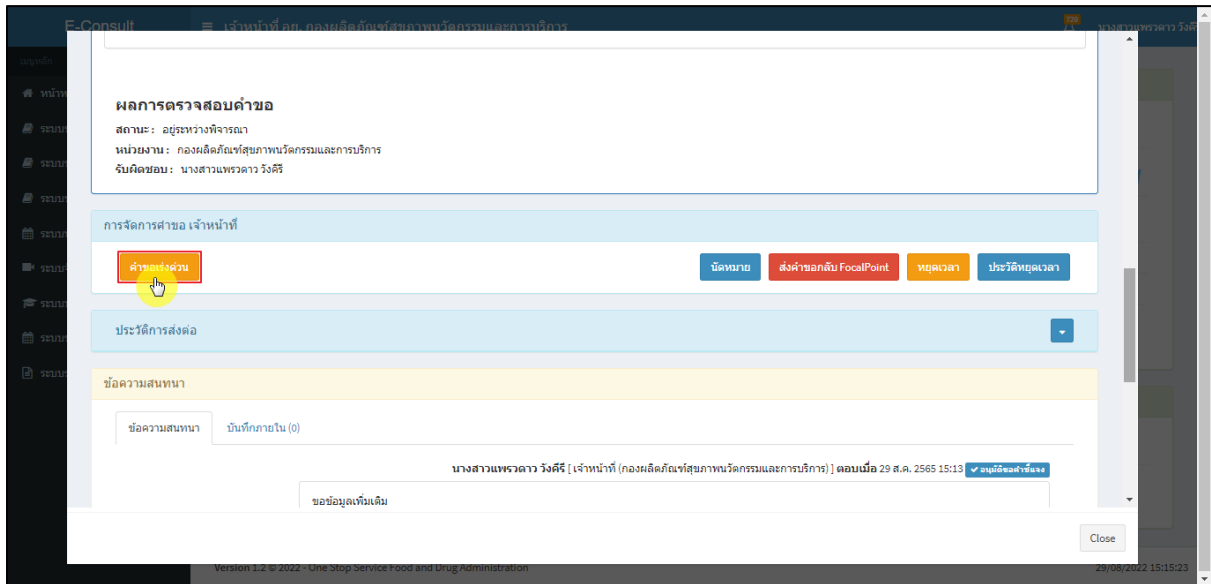 E-Consult
เจ้าหน้าที่ อย. กองผลิตภัณฑ์สุขภาพนวัตกรรมและการบริการ
728
นางสาวแพรวดาว วังคีรี
เมนูหลัก
ผลการตรวจสอบคำขอ
สถานะ : อยู่ระหว่างพิจารณา
หน่วยงาน : กองผลิตภัณฑ์สุขภาพนวัตกรรมและการบริการ
รับผิดชอบ : นางสาวแพรวดาว วังคีรี
การจัดการคำขอ เจ้าหน้าที่
คำขอเร่งด่วน
นัดหมาย
ส่งคำขอกลับ FocalPoint
หยุดเวลา
ประวัติหยุดเวลา
ประวัติการส่งต่อ
ข้อความสนทนา
ข้อความสนทนา
บันทึกภายใน (0)
นางสาวแพรวดาว วังคีรี [ เจ้าหน้าที่ (กองผลิตภัณฑ์สุขภาพนวัตกรรมและการบริการ) ] ตอบเมื่อ 29 ส.ค. 2565 15:13 อนุมัติขอคำชี้แจง
ขอข้อมูลเพิ่มเติม
Close
Version 1.2 © 2022 - One Stop Service Food and Drug Administration
29/08/2022 15:15:23